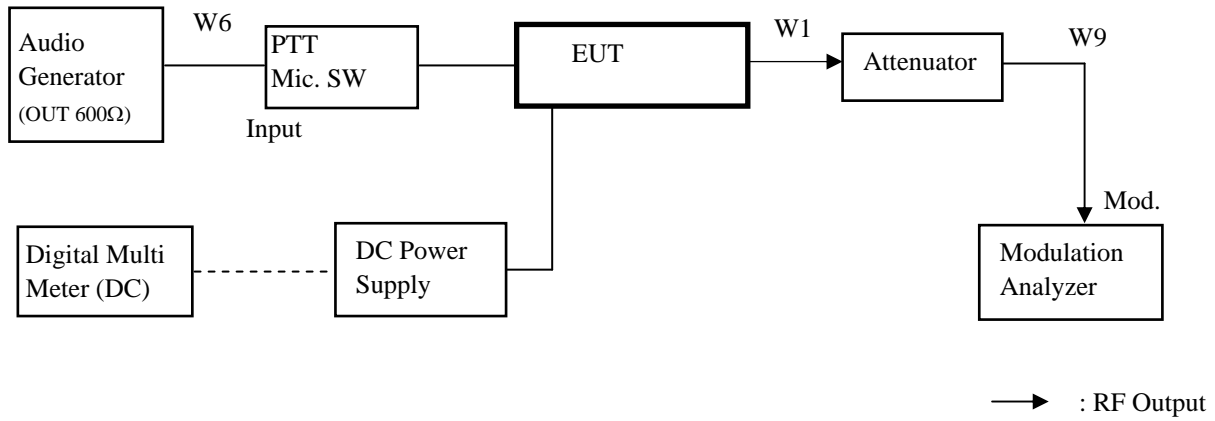 Audio
Generator
(OUT 600Ω)
W6
PTT
Mic. SW
Input
EUT
W1
Attenuator
W9
Mod.
Modulation
Analyzer
Digital Multi
Meter (DC)
DC Power
Supply
: RF Output